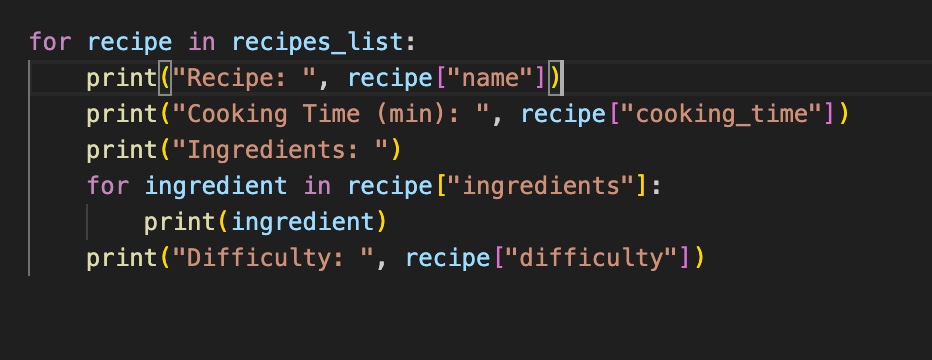 for recipe in recipes_list:
    print("Recipe: ", recipe["name"])
    print("Cooking Time (min): ", recipe["cooking_time"])
    print("Ingredients: ")
    for ingredient in recipe["ingredients"]:
        print(ingredient)
    print("Difficulty: ", recipe["difficulty"])